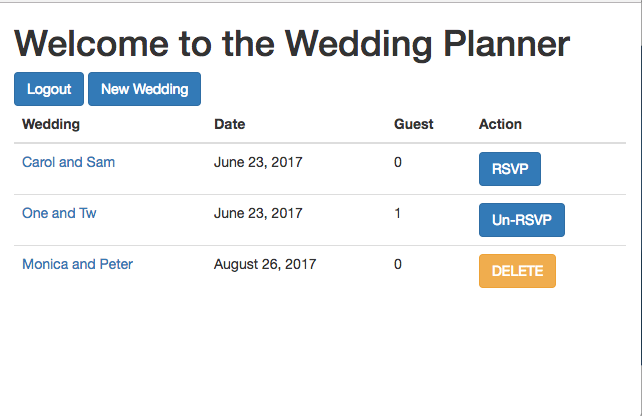 Welcome to the Wedding Planner
Logout New Wedding
Wedding Date Guest Action
Carol and Sam June 23, 2017 0 RSVP
One and Tw June 23, 2017 1 Un-RSVP
Monica and Peter August 26, 2017 0 DELETE